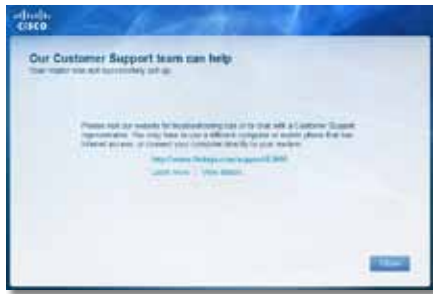 CISCO
Our Customer Support team can help
Your router was not successfully set up.
Please visit our website for troubleshooting tips or to chat with a Customer Support
representative. You may have to use a different computer or mobile phone that has
Internet access, or connect your computer directly to your modem.
Learn more | View details
Close